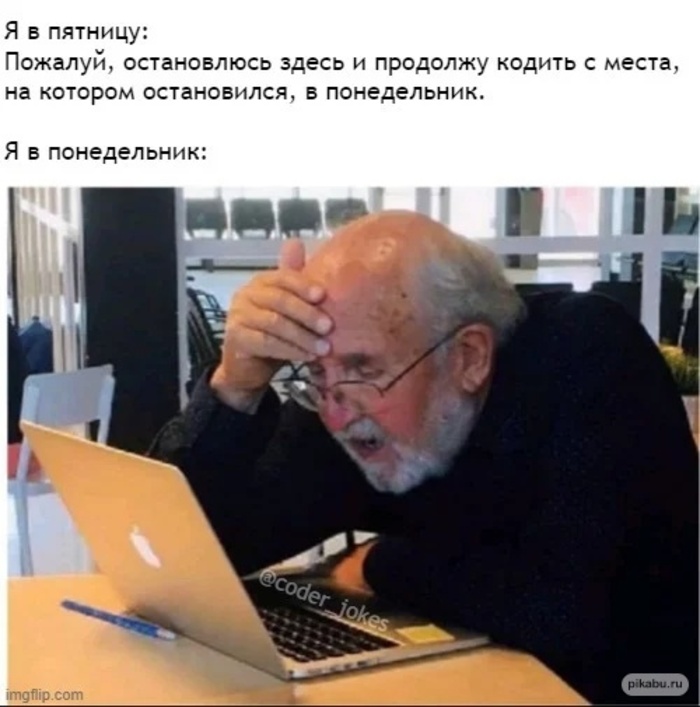 Я в пятницу:
Пожалуй, остановлюсь здесь и продолжу кодить с места,
на котором остановился, в понедельник.
Я в понедельник:
@coder_jokes
pikabu.ru
imgflip.com